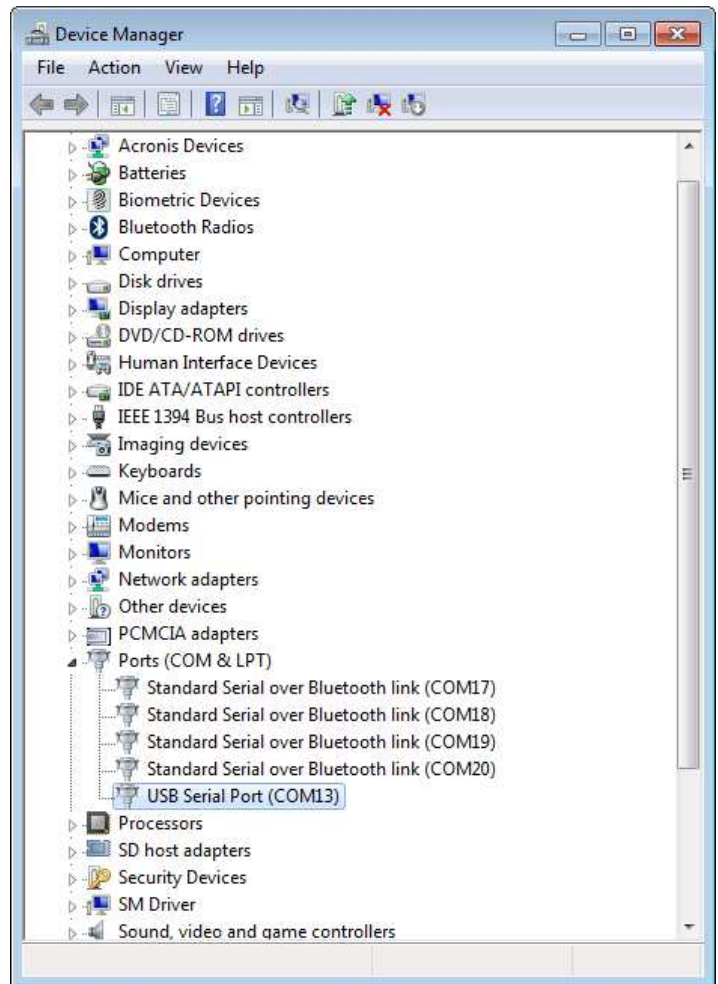 Device Manager
File Action View Help
Acronis Devices
Batteries
Biometric Devices
Bluetooth Radios
Computer
Disk drives
Display adapters
DVD/CD-ROM drives
Human Interface Devices
IDE ATA/ATAPI controllers
IEEE 1394 Bus host controllers
Imaging devices
Keyboards
Mice and other pointing devices
Modems
Monitors
Network adapters
Other devices
PCMCIA adapters
Ports (COM & LPT)
Standard Serial over Bluetooth link (COM17)
Standard Serial over Bluetooth link (COM18)
Standard Serial over Bluetooth link (COM19)
Standard Serial over Bluetooth link (COM20)
USB Serial Port (COM13)
Processors
SD host adapters
Security Devices
SM Driver
Sound, video and game controllers